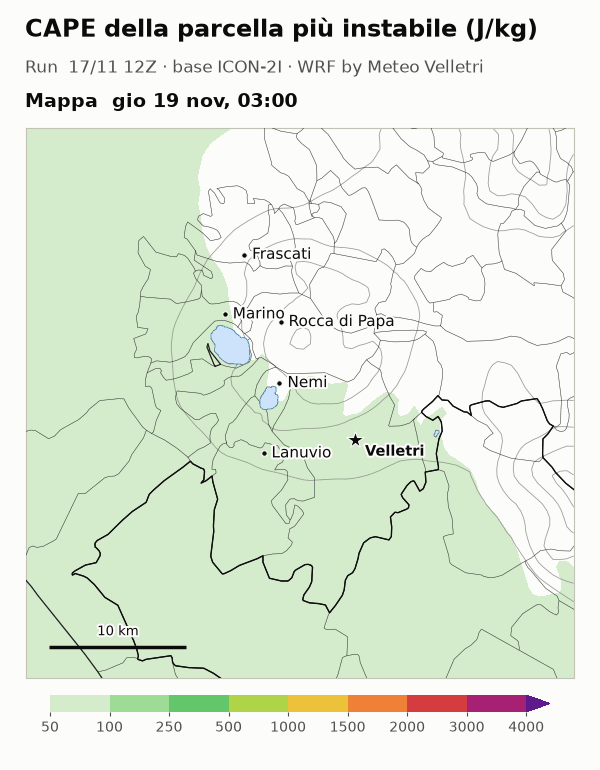 CAPE della parcella più instabile (J/kg)
Run  17/11 12Z · base ICON-2I · WRF by Meteo Velletri
Mappa  gio 19 nov, 03:00
Frascati
Marino
Rocca di Papa
Nemi
Velletri
Lanuvio
10 km
50 100 250 500 1000 1500 2000 3000 4000